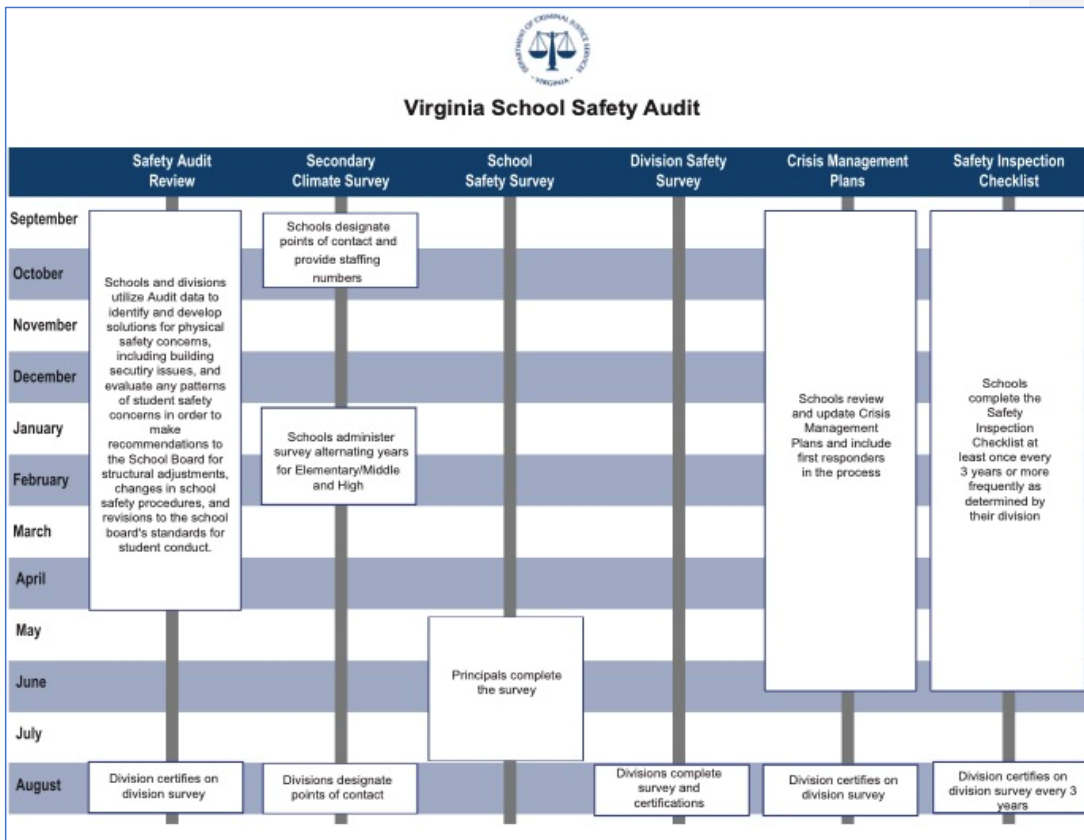 DEPARTMENT OF CRIMINAL JUSTICE SERVICES
• VIRGINIA •
Virginia School Safety Audit
Safety Audit
Review
Secondary
Climate Survey
School
Safety Survey
Division Safety
Survey
Crisis Management
Plans
Safety Inspection
Checklist
September
October
November
December
January
February
March
April
May
June
July
August
Schools and divisions
utilize Audit data to
identify and develop
solutions for physical
safety concerns,
including building
secutiry issues, and
evaluate any patterns
of student safety
concerns in order to
make
recommendations to
the School Board for
structural adjustments,
changes in school
safety procedures, and
revisions to the school
board's standards for
student conduct.
Division certifies on
division survey
Schools designate
points of contact and
provide staffing
numbers
Schools administer
survey alternating years
for Elementary/Middle
and High
Divisions designate
points of contact
Principals complete
the survey
Divisions complete
survey and
certifications
Schools review
and update Crisis
Management
Plans and include
first responders
in the process
Division certifies on
division survey
Schools
complete the
Safety
Inspection
Checklist at
least once every
3 years or more
frequently as
determined by
their division
Division certifies on
division survey every 3
years